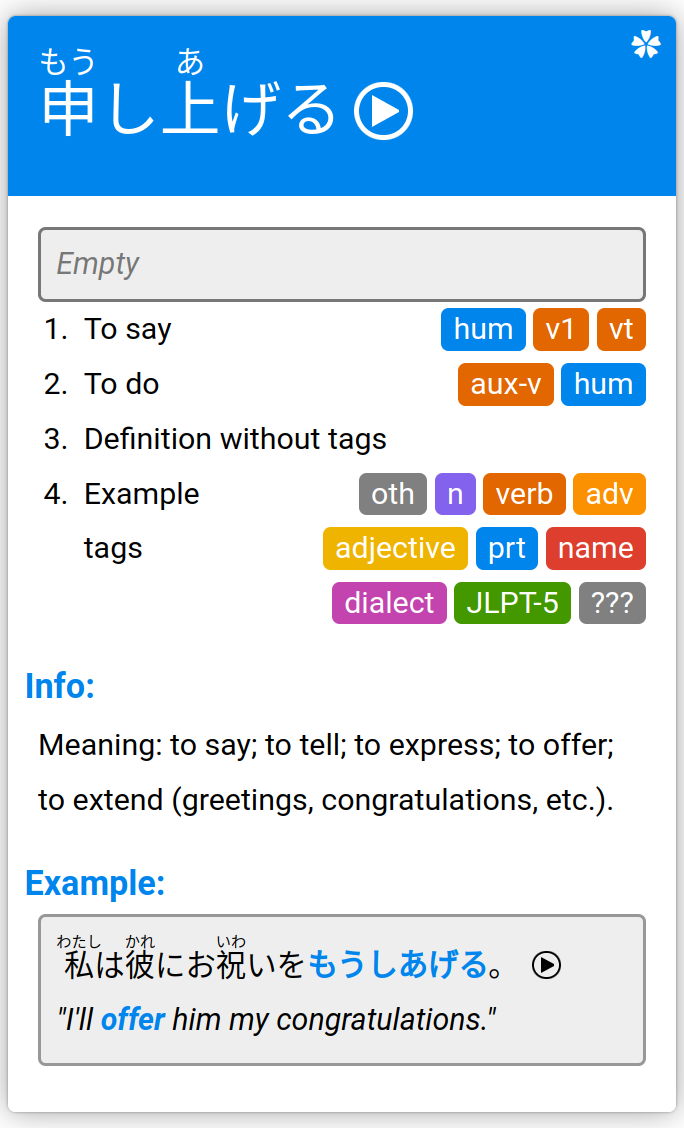 もう あ
申し上げる
Empty
1. To say hum v1 vt
2. To do aux-v hum
3. Definition without tags
4. Example oth n verb adv
tags adjective prt name
dialect JLPT-5 ???
Info:
Meaning: to say; to tell; to express; to offer;
to extend (greetings, congratulations, etc.).
Example:
わたし かれ いわ
私は彼にお祝いをもうしあげる。
"I'll offer him my congratulations."